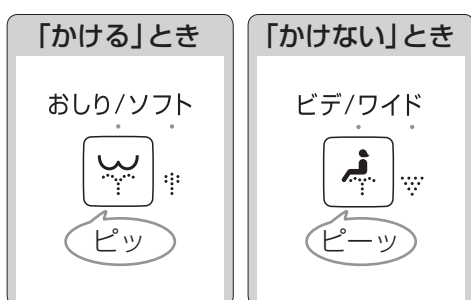 「かける」とき
おしり/ソフト
ピッ
「かけない」とき
ビデ/ワイド
ピーッ